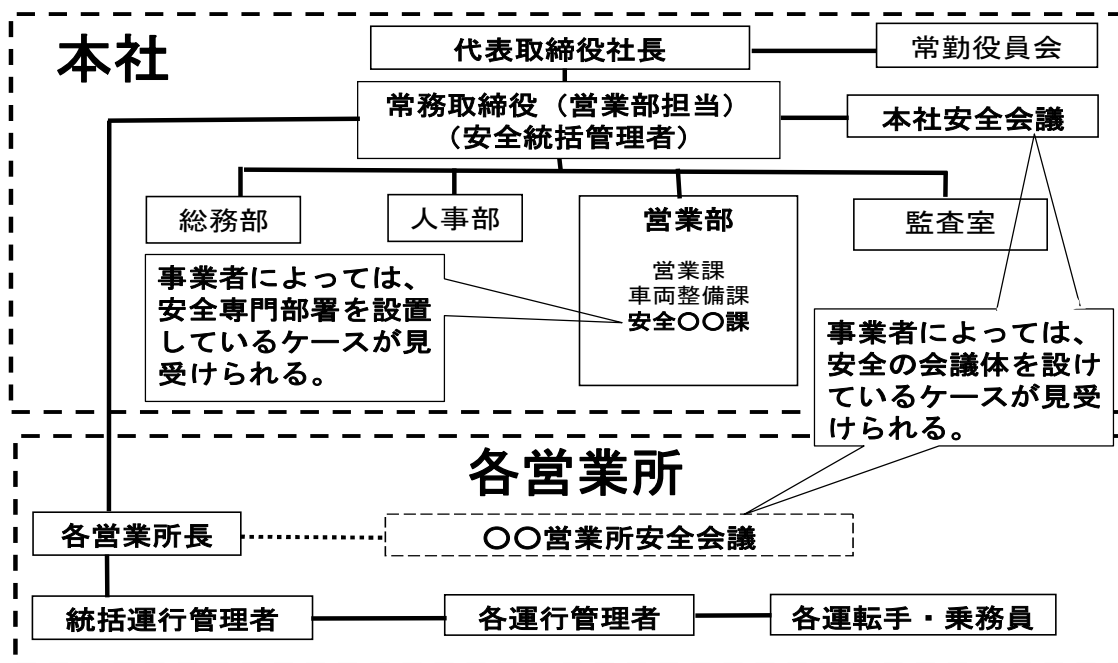 本社
代表取締役社長
常勤役員会
常務取締役（営業部担当）
（安全統括管理者）
本社安全会議
総務部
人事部
営業部
営業課
車両整備課
安全〇〇課
監査室
事業者によっては、
安全専門部署を設置
しているケースが見
受けられる。
事業者によっては、
安全の会議体を設け
ているケースが見受
けられる。
各営業所
各営業所長
〇〇営業所安全会議
統括運行管理者
各運行管理者
各運転手・乗務員